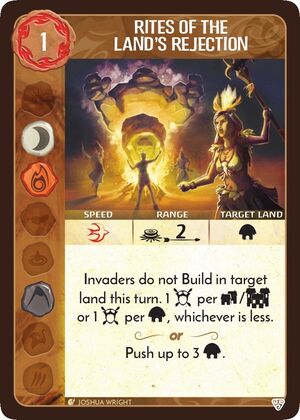 1
RITES OF THE
LAND'S REJECTION
SPEED RANGE TARGET LAND
2
Invaders do not Build in target
land this turn. 1 per /
or 1 per , whichever is less.
or
Push up to 3 .
JOSHUA WRIGHT